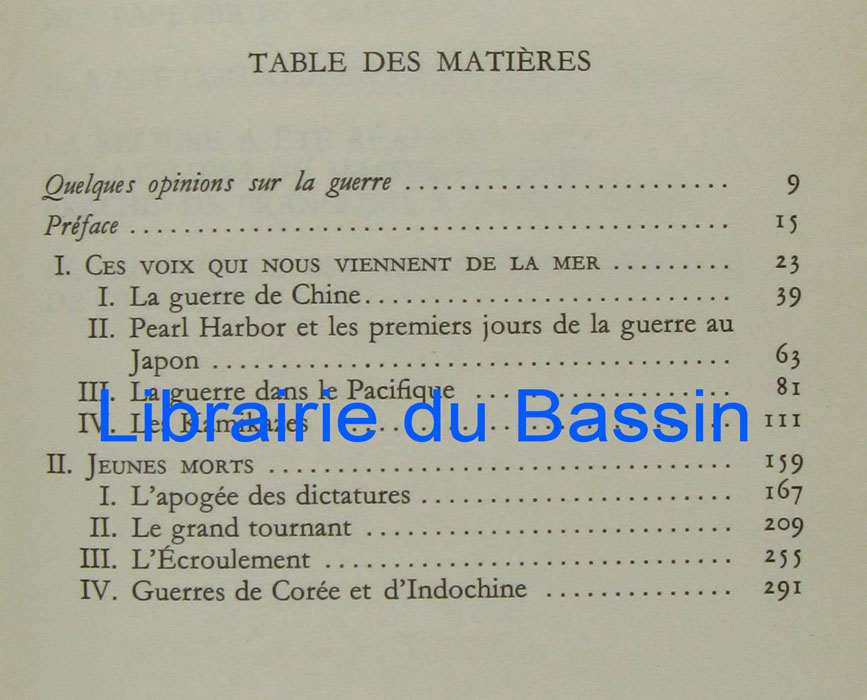 TABLE DES MATIÈRES
Quelques opinions sur la guerre ........................ 9
Préface ............................................. 15
I. CES VOIX QUI NOUS VIENNENT DE LA MER ......... 23
I. La guerre de Chine............................ 39
II. Pearl Harbor et les premiers jours de la guerre au
Japon ....................................... 63
III. La guerre dans le Pacifique .................... 81
IV. Les Kamikazes ............................... 111
Librairie du Bassin
II. JEUNES MORTS ................................... 159
I. L'apogée des dictatures ........................ 167
II. Le grand tournant ............................ 209
III. L'Écroulement ............................... 255
IV. Guerres de Corée et d'Indochine .............. 291